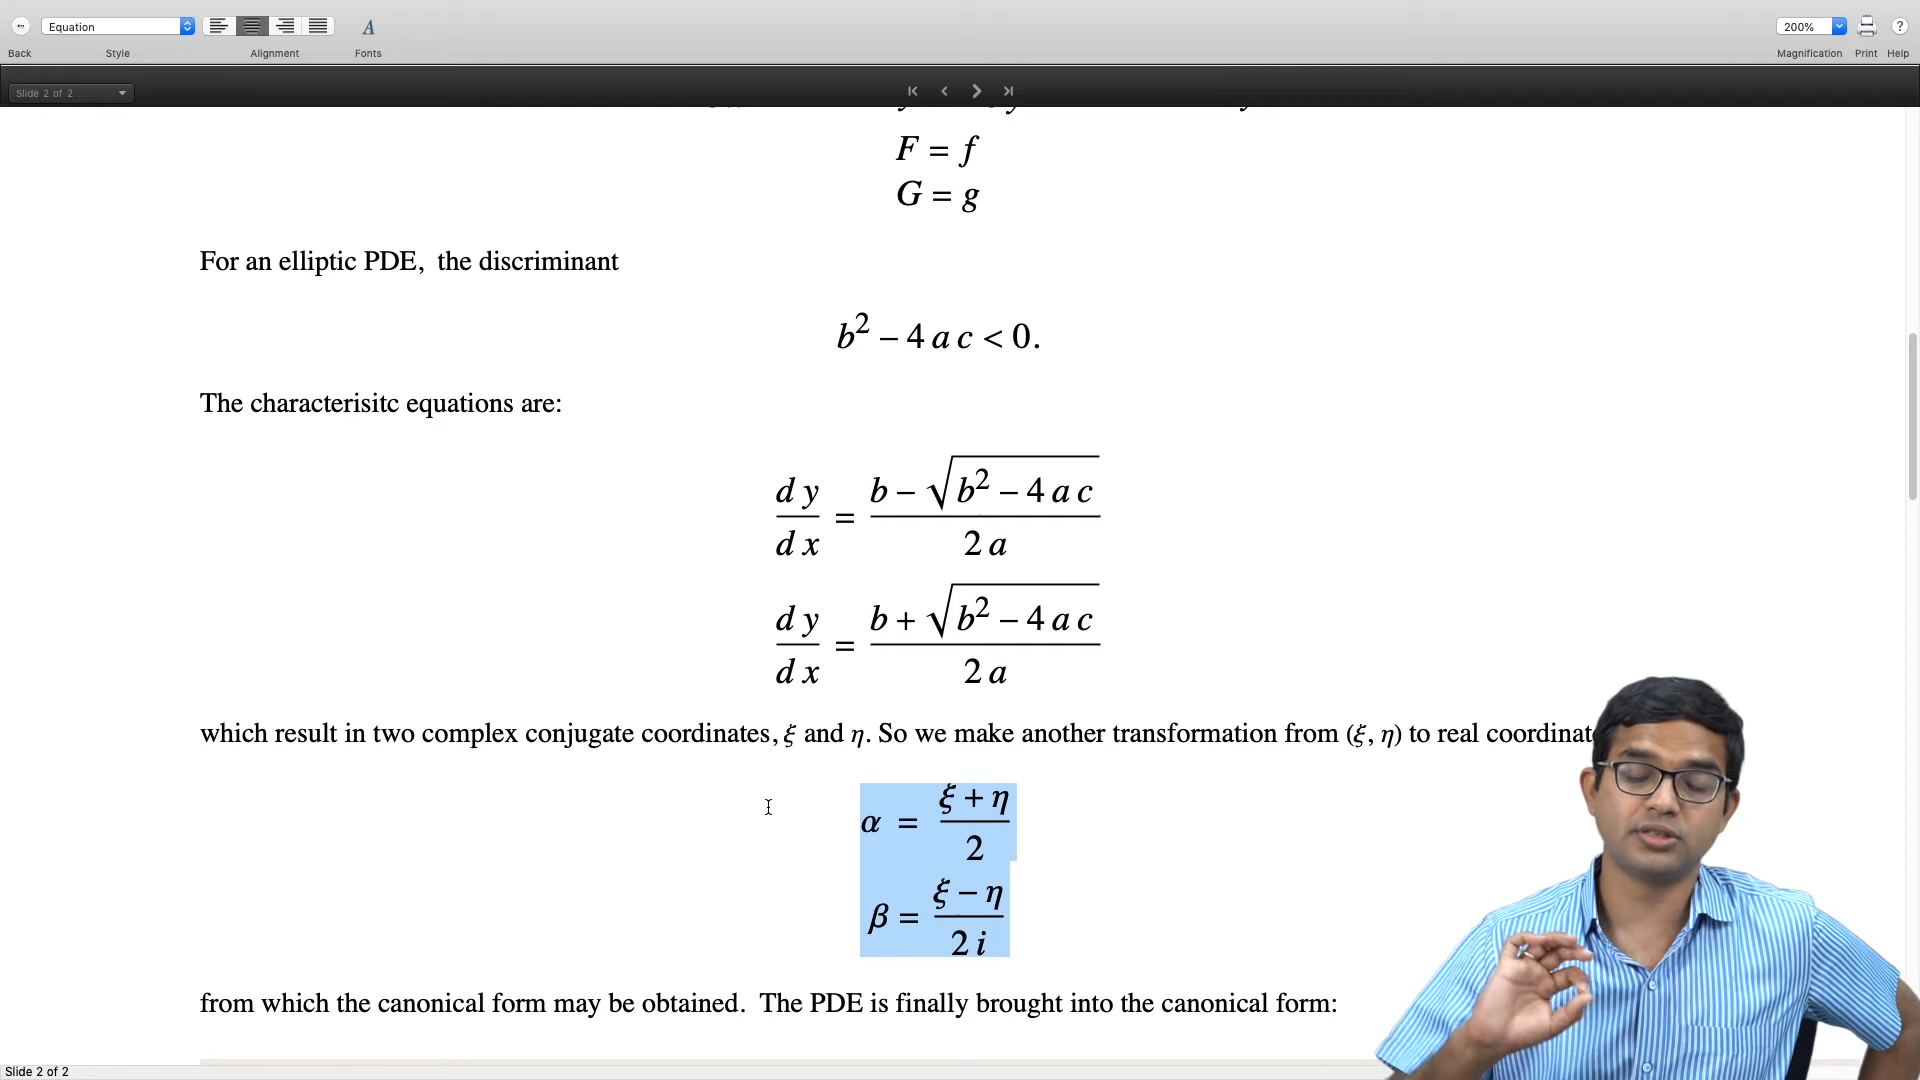 Equation
200%
Back
Style
Alignment
Fonts
Magnification
Print
Help
Slide 2 of 2
F = f
G = g
For an elliptic PDE, the discriminant
b² − 4 a c < 0.
The characterisitc equations are:
d y / d x = (b − √(b² − 4 a c)) / (2 a)
d y / d x = (b + √(b² − 4 a c)) / (2 a)
which result in two complex conjugate coordinates, ξ and η. So we make another transformation from (ξ, η) to real
α = (ξ + η) / 2
β = (ξ − η) / (2 i)
from which the canonical form may be obtained. The PDE is finally brought into the canonical form:
Slide 2 of 2